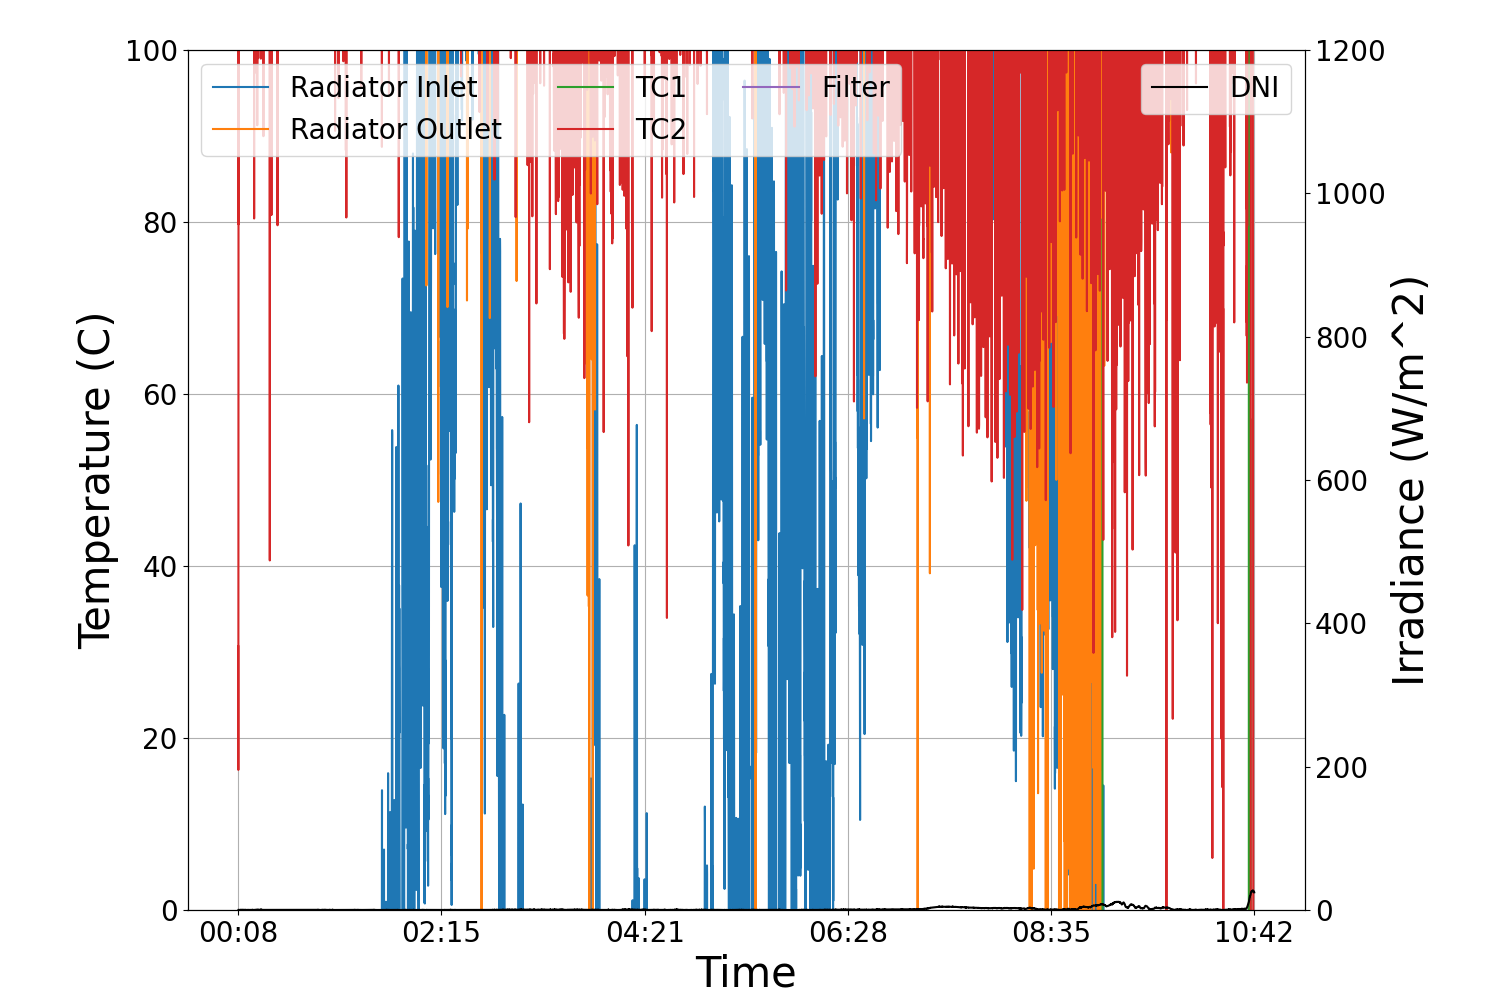 100
80
60
40
20
0
Temperature (C)
Radiator Inlet
Radiator Outlet
TC1
TC2
Filter
DNI
1200
1000
800
600
400
200
0
Irradiance (W/m^2)
00:08
02:15
04:21
06:28
08:35
10:42
Time